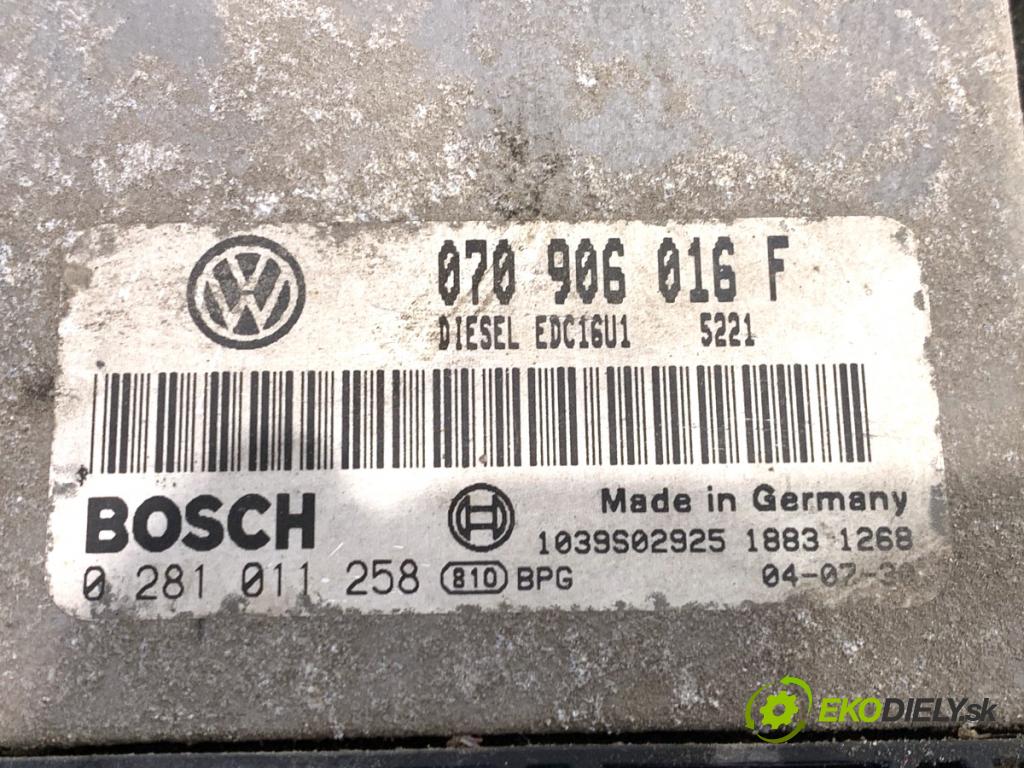 070 906 016 F
DIESEL EDC16U1 5221
BOSCH
Made in Germany
1039S02925 1883 1268
0 281 011 258 810 BPG
EKODIELY.sk